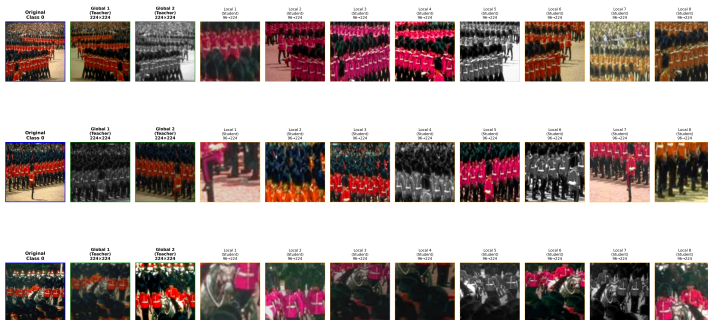 Original
Class 0
Global 1
(Teacher)
224×224
Global 2
(Teacher)
224×224
Local 1
(Student)
96→224
Local 2
(Student)
96→224
Local 3
(Student)
96→224
Local 4
(Student)
96→224
Local 5
(Student)
96→224
Local 6
(Student)
96→224
Local 7
(Student)
96→224
Local 8
(Student)
96→224
Original
Class 0
Global 1
(Teacher)
224×224
Global 2
(Teacher)
224×224
Local 1
(Student)
96→224
Local 2
(Student)
96→224
Local 3
(Student)
96→224
Local 4
(Student)
96→224
Local 5
(Student)
96→224
Local 6
(Student)
96→224
Local 7
(Student)
96→224
Local 8
(Student)
96→224
Original
Class 0
Global 1
(Teacher)
224×224
Global 2
(Teacher)
224×224
Local 1
(Student)
96→224
Local 2
(Student)
96→224
Local 3
(Student)
96→224
Local 4
(Student)
96→224
Local 5
(Student)
96→224
Local 6
(Student)
96→224
Local 7
(Student)
96→224
Local 8
(Student)
96→224